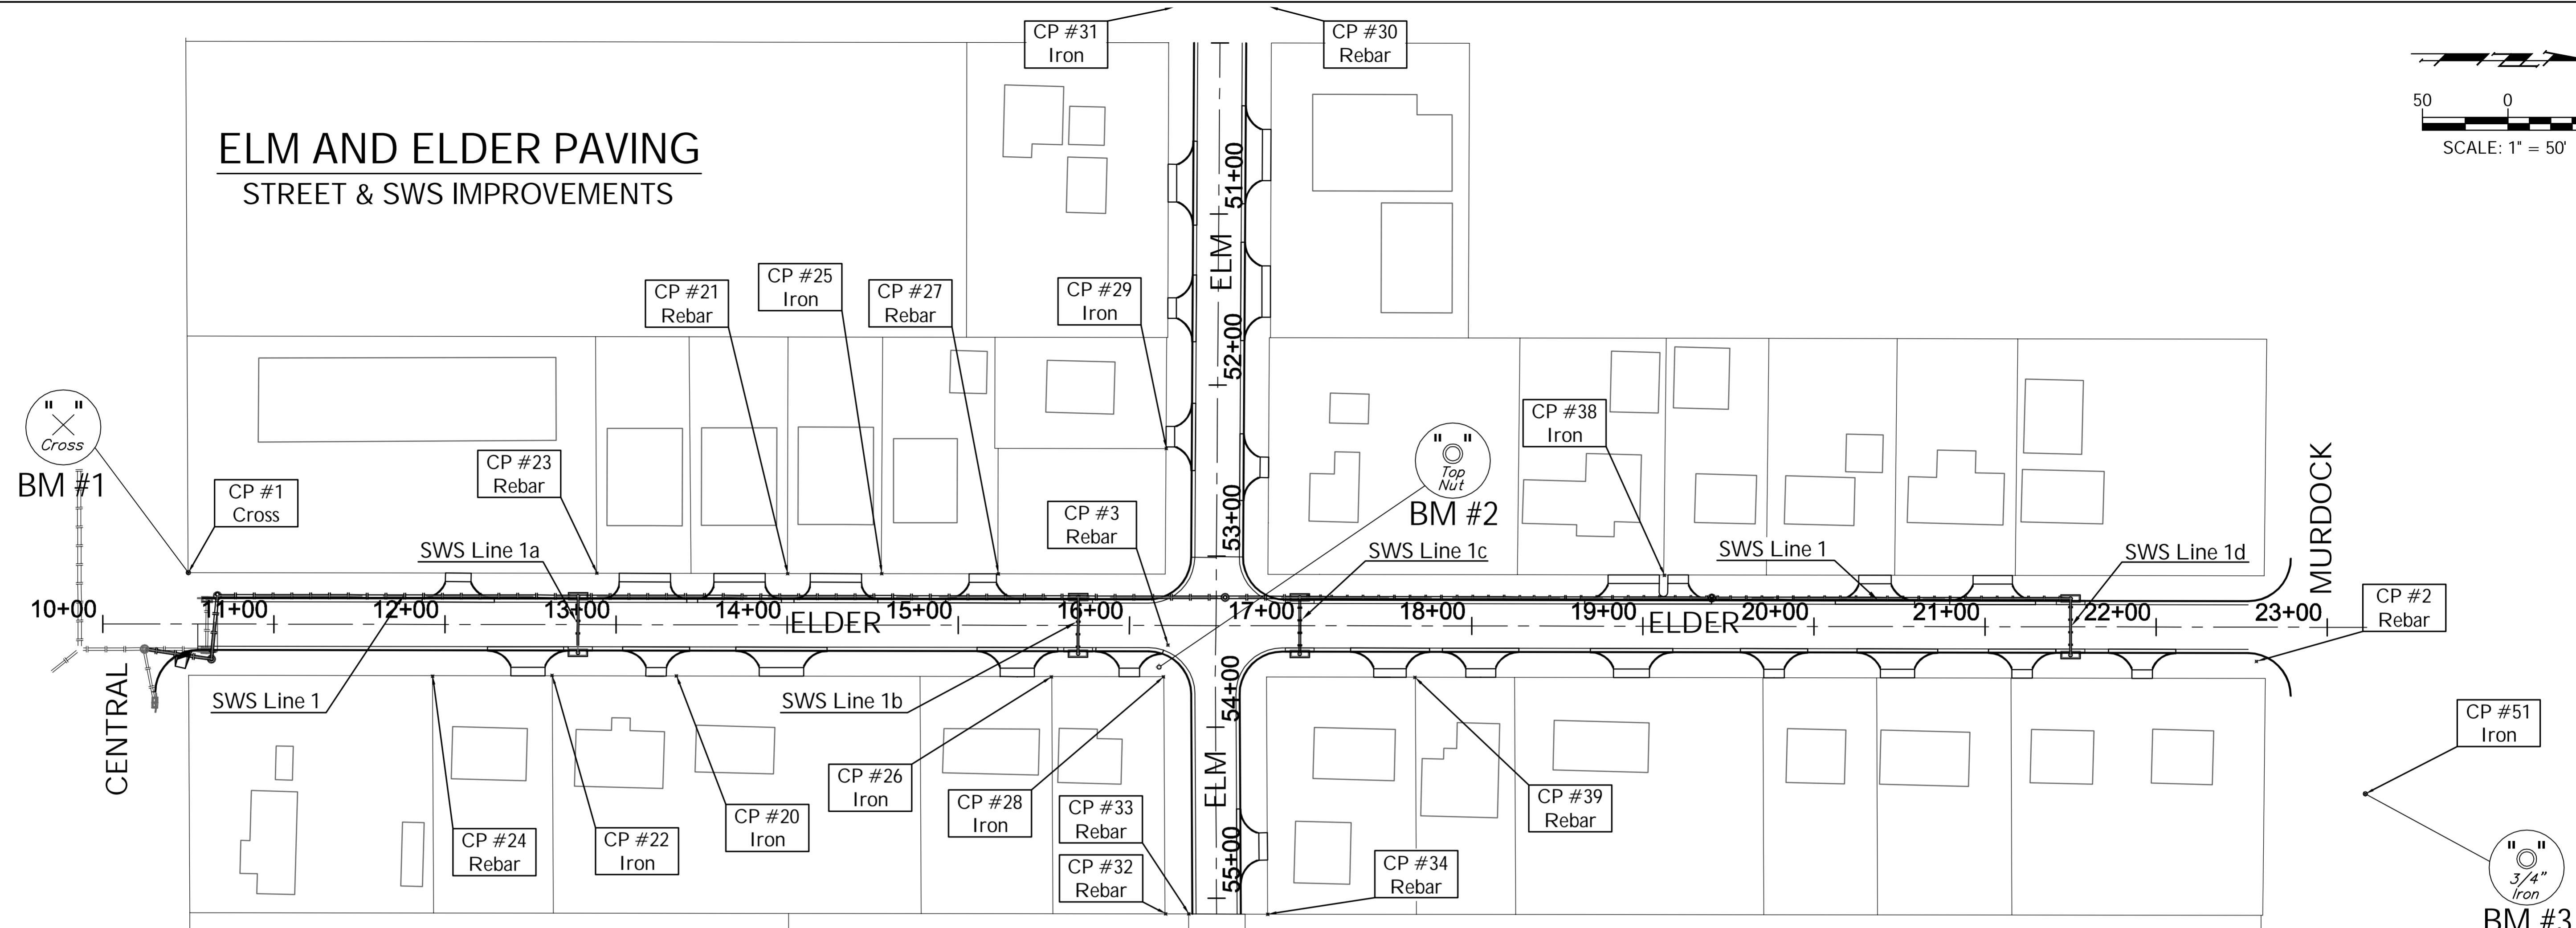 CP #31
Iron
CP #30
Rebar
50 0
SCALE: 1" = 50'
ELM AND ELDER PAVING
STREET & SWS IMPROVEMENTS
51+00
ELM
52+00
53+00
CP #21
Rebar
CP #25
Iron
CP #27
Rebar
CP #29
Iron
" "
Cross
BM #1
CP #1
Cross
CP #23
Rebar
CP #3
Rebar
" "
Top
Nut
BM #2
CP #38
Iron
MURDOCK
SWS Line 1a
SWS Line 1c
SWS Line 1
SWS Line 1d
CP #2
Rebar
10+00 11+00 12+00 13+00 14+00 15+00 16+00 17+00 18+00 19+00 20+00 21+00 22+00 23+00
ELDER
ELDER
CENTRAL
SWS Line 1
SWS Line 1b
54+00
ELM
55+00
CP #24
Rebar
CP #22
Iron
CP #20
Iron
CP #26
Iron
CP #28
Iron
CP #33
Rebar
CP #32
Rebar
CP #39
Rebar
CP #34
Rebar
CP #51
Iron
" "
3/4"
Iron
BM #3